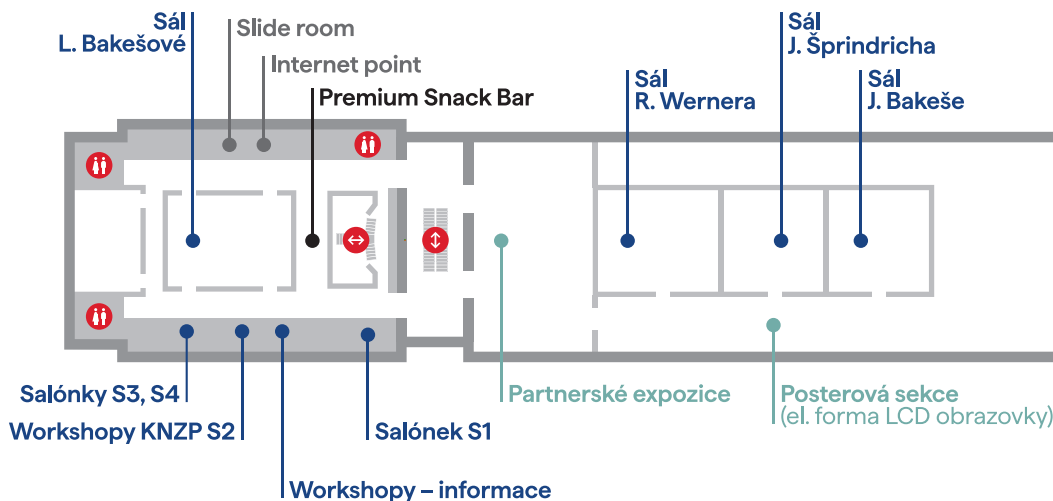 Sál
L. Bakešové
Slide room
Internet point
Premium Snack Bar
Sál
R. Wernera
Sál
J. Šprindricha
Sál
J. Bakeše
Salónky S3, S4
Workshopy KNZP S2
Workshopy – informace
Salónek S1
Partnerské expozice
Posterová sekce
(el. forma LCD obrazovky)